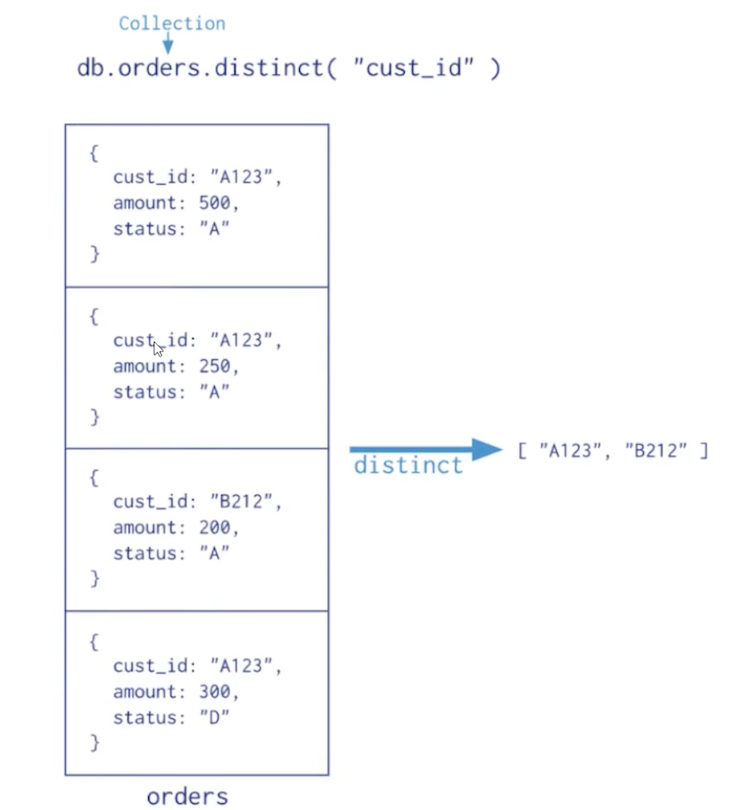 Collection
db.orders.distinct( "cust_id" )
{
cust_id: "A123",
amount: 500,
status: "A"
}
{
cust_id: "A123",
amount: 250,
status: "A"
}
{
cust_id: "B212",
amount: 200,
status: "A"
}
{
cust_id: "A123",
amount: 300,
status: "D"
}
orders
distinct
[ "A123", "B212" ]